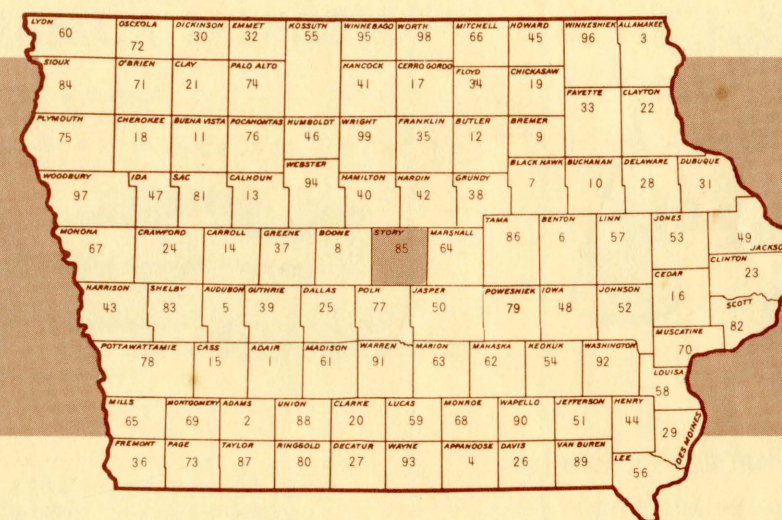 LYON OSCEOLA DICKINSON EMMET KOSSUTH WINNEBAGO WORTH MITCHELL HOWARD WINNESHIEK ALLAMAKEE
60 72 30 32 55 95 98 66 45 96 3
SIOUX O'BRIEN CLAY PALO ALTO HANCOCK CERRO GORDO FLOYD CHICKASAW
84 71 21 74 41 17 34 19
FAYETTE CLAYTON
33 22
PLYMOUTH CHEROKEE BUENA VISTA POCAHONTAS HUMBOLDT WRIGHT FRANKLIN BUTLER BREMER
75 18 11 76 46 99 35 12 9
WOODBURY IDA SAC CALHOUN WEBSTER HAMILTON HARDIN GRUNDY BLACK HAWK BUCHANAN DELAWARE DUBUQUE
97 47 81 13 94 40 42 38 7 10 28 31
MONONA CRAWFORD CARROLL GREENE BOONE STORY MARSHALL TAMA BENTON LINN JONES
67 24 14 37 8 85 64 86 6 57 53 49
JACKSO
CLINTON
23
CEDAR
16
SCOTT
82
HARRISON SHELBY AUDUBON GUTHRIE DALLAS POLK JASPER POWESHIEK IOWA JOHNSON
43 83 5 39 25 77 50 79 48 52
MUSCATINE
70
POTTAWATTAMIE CASS ADAIR MADISON WARREN MARION MAHASKA KEOKUK WASHINGTON
78 15 1 61 91 63 62 54 92
LOUISA
58
MILLS MONTGOMERY ADAMS UNION CLARKE LUCAS MONROE WAPELLO JEFFERSON HENRY
65 69 2 88 20 59 68 90 51 44
29
DES MOINES
FREMONT PAGE TAYLOR RINGGOLD DECATUR WAYNE APPANOOSE DAVIS VAN BUREN LEE
36 73 87 80 27 93 4 26 89 56